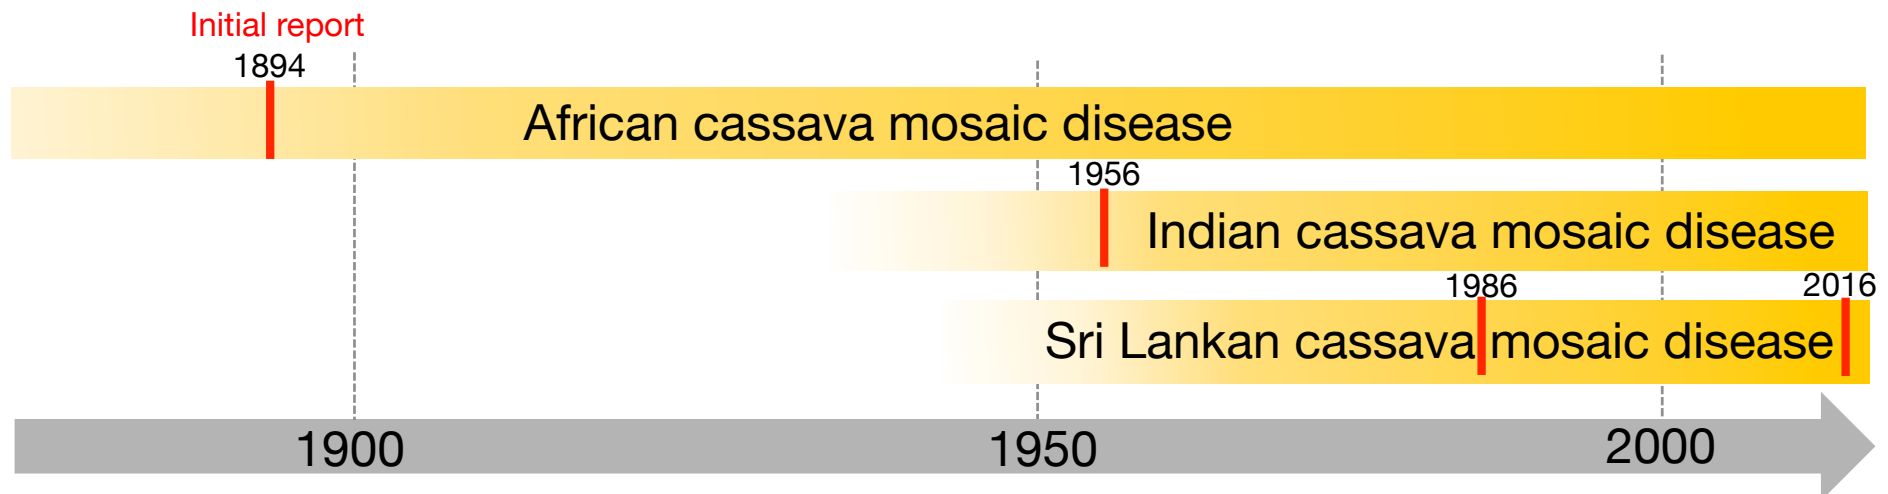 Initial report
1894
African cassava mosaic disease
1956
Indian cassava mosaic disease
1986 2016
Sri Lankan cassava mosaic disease
1900 1950 2000